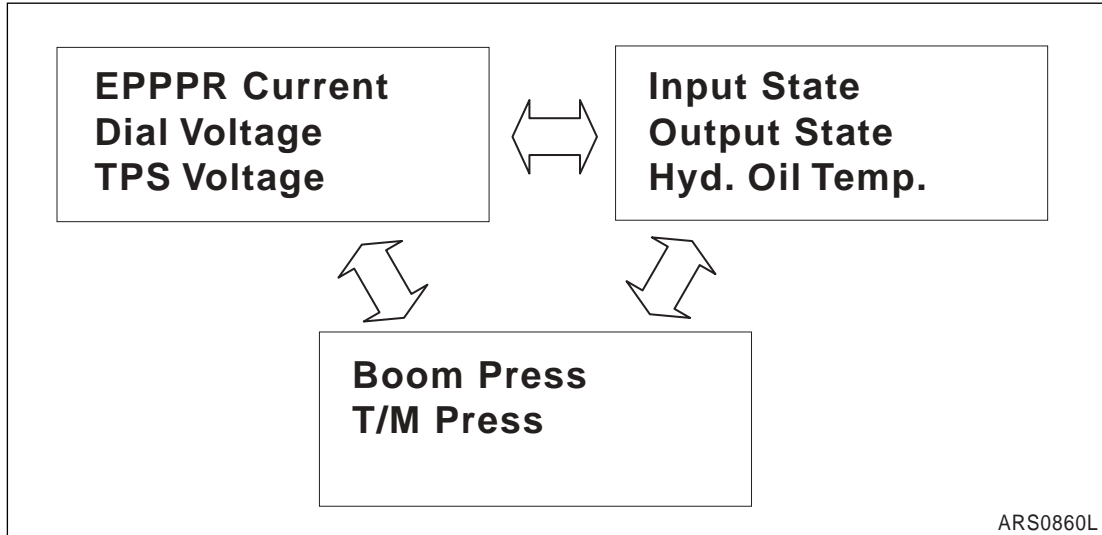 EPPPR Current
Dial Voltage
TPS Voltage
Input State
Output State
Hyd. Oil Temp.
Boom Press
T/M Press
ARS0860L